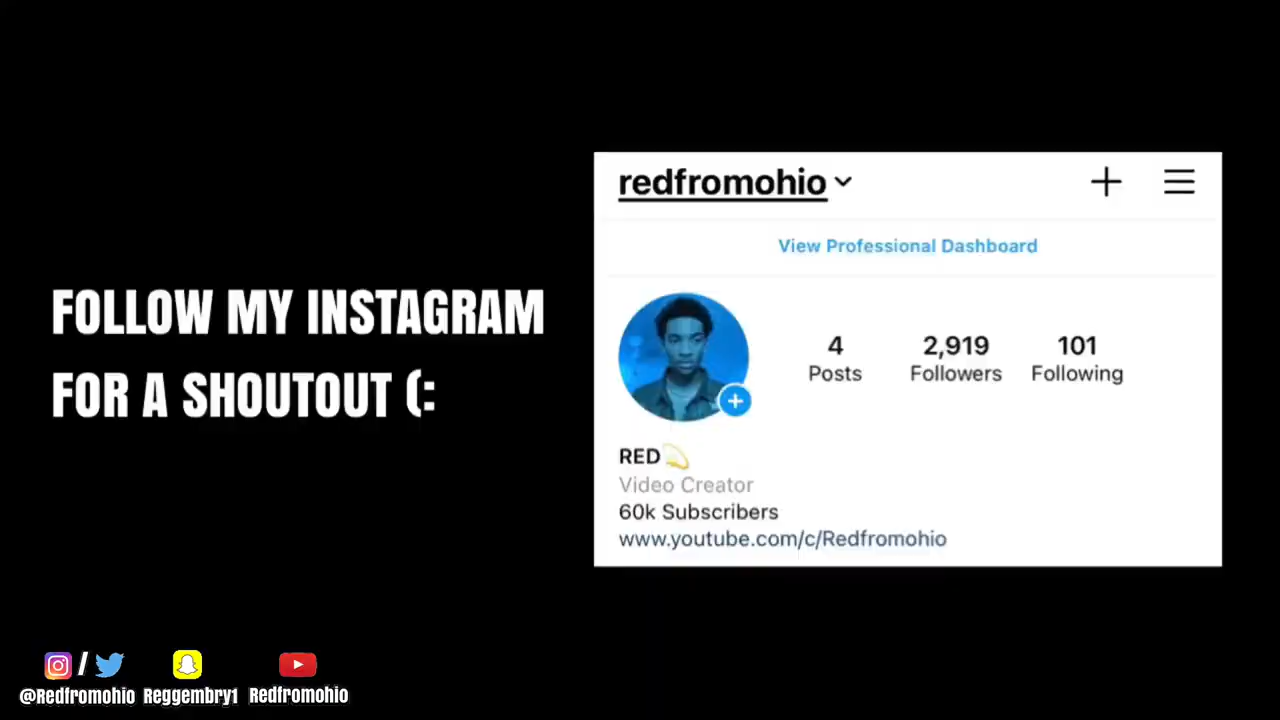 FOLLOW MY INSTAGRAM
FOR A SHOUTOUT (:
redfromohio
View Professional Dashboard
4 2,919 101
Posts Followers Following
RED💫
Video Creator
60k Subscribers
www.youtube.com/c/Redfromohio
/
@Redfromohio Reggembry1 Redfromohio